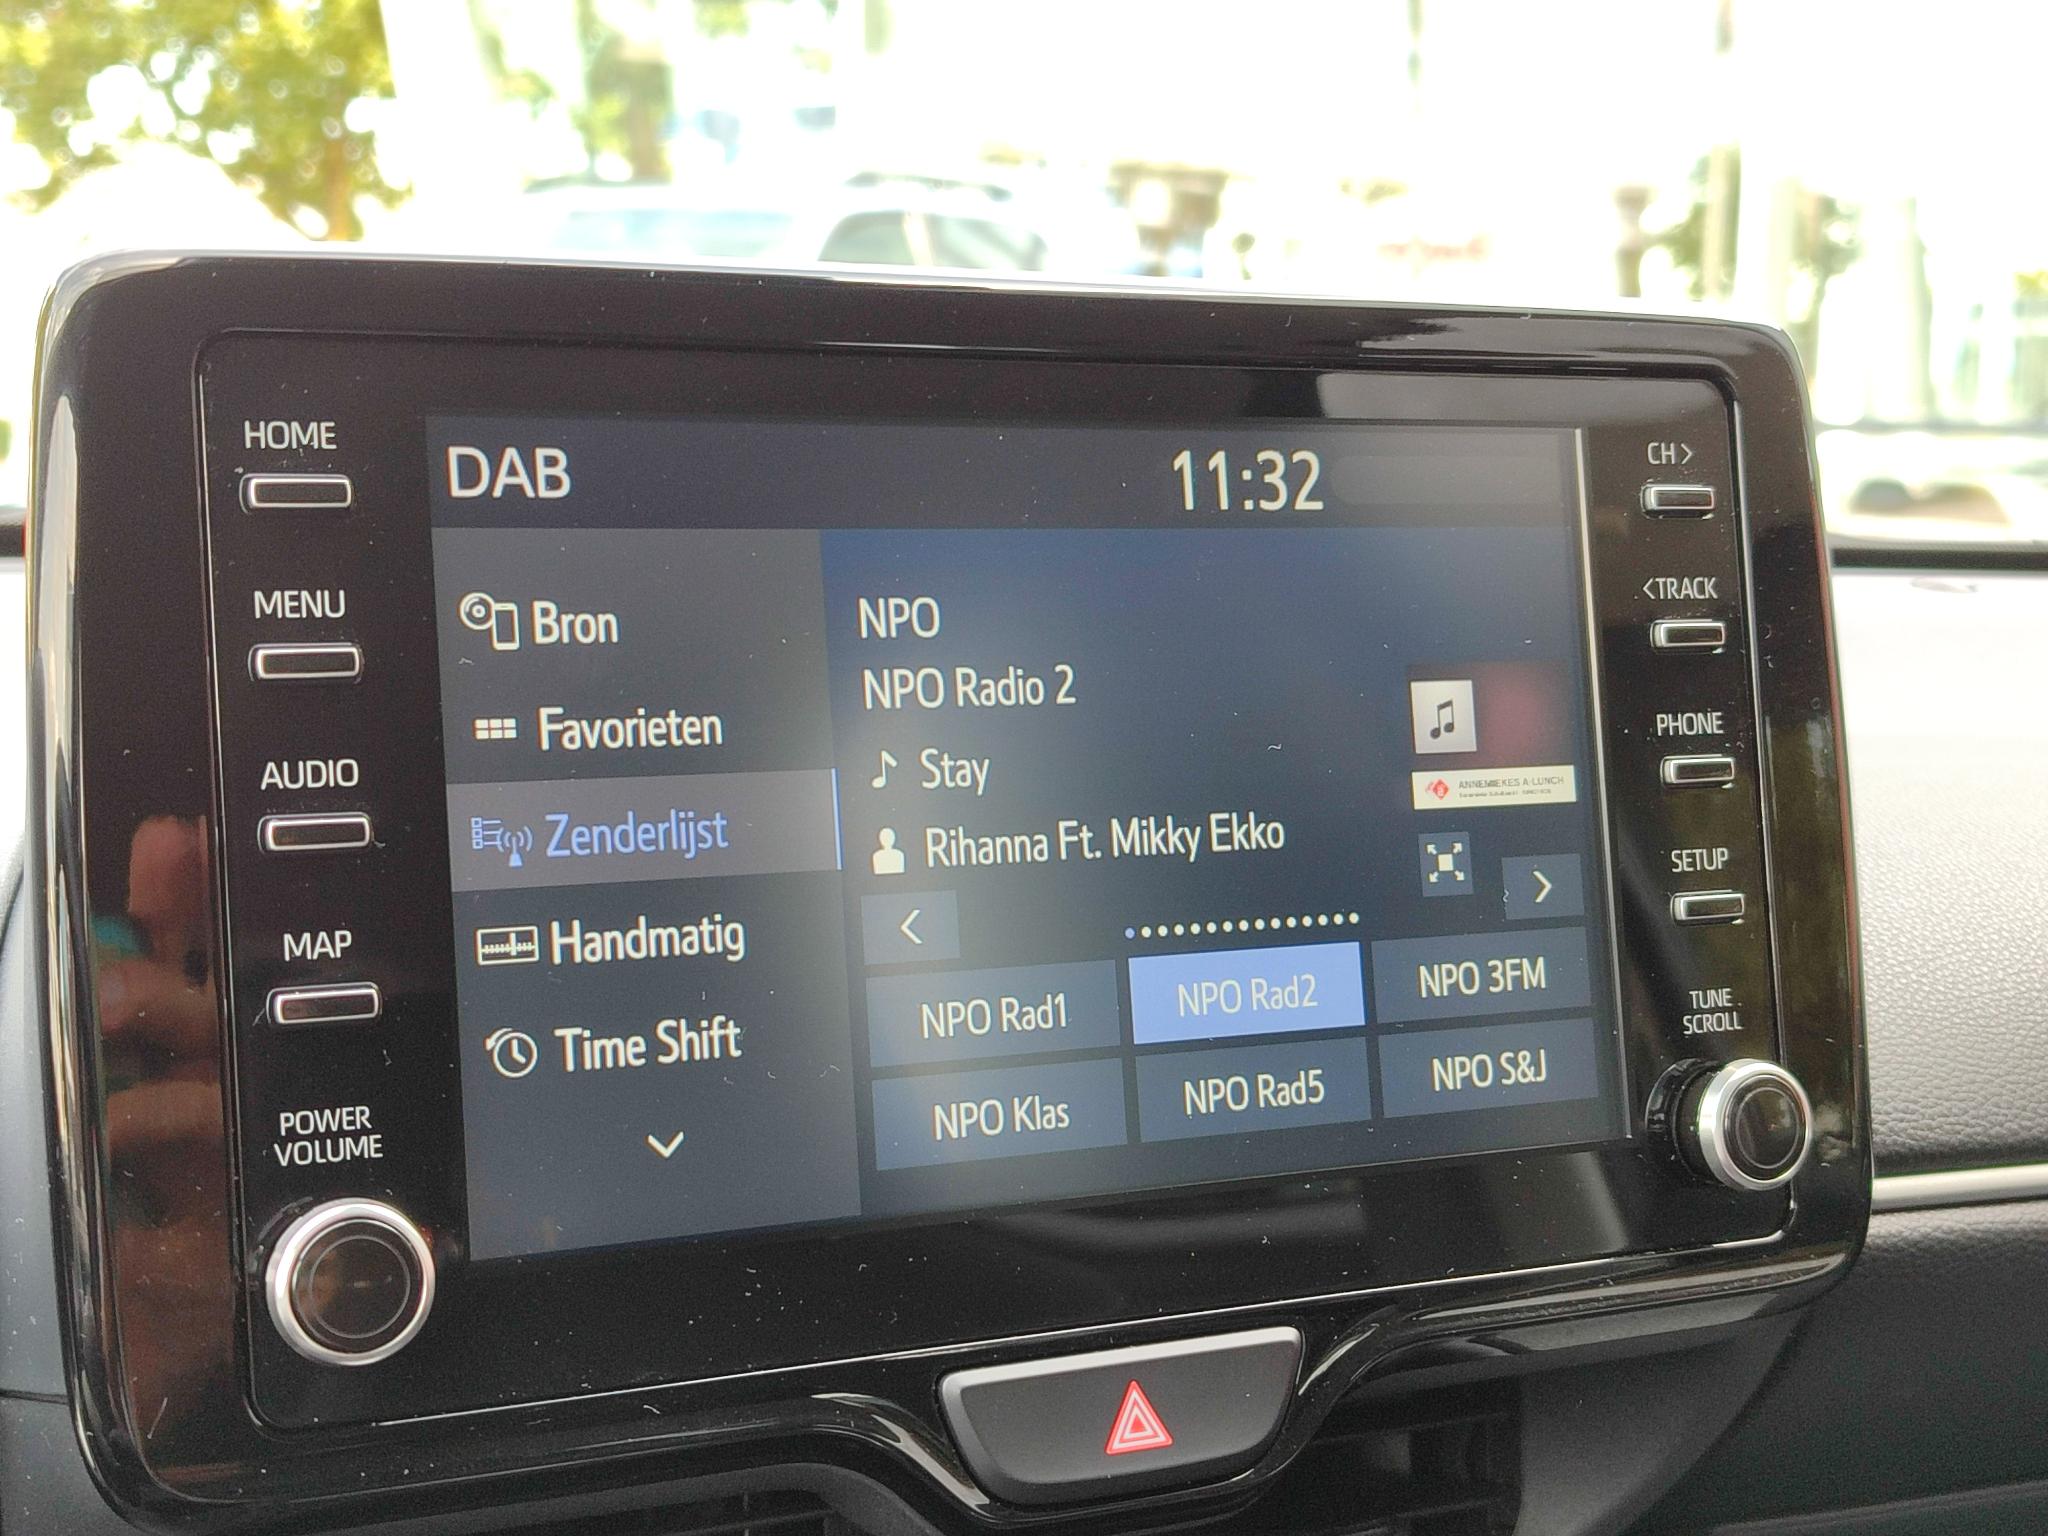 HOME
MENU
AUDIO
MAP
POWER
VOLUME
DAB
11:32
Bron
Favorieten
Zenderlijst
Handmatig
Time Shift
NPO
NPO Radio 2
Stay
Rihanna Ft. Mikky Ekko
ANNEMIEKES A-LUNCH
NPO Rad1
NPO Rad2
NPO 3FM
NPO Klas
NPO Rad5
NPO S&J
CH>
<TRACK
PHONE
SETUP
TUNE
SCROLL